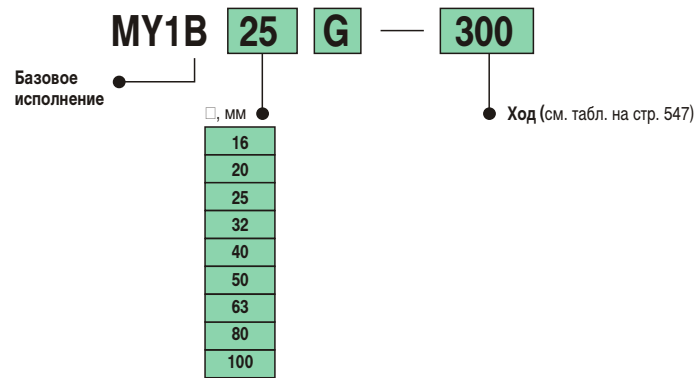 MY1B 25 G — 300
Базовое
исполнение
□, мм
Ход (см. табл. на стр. 547)
16
20
25
32
40
50
63
80
100